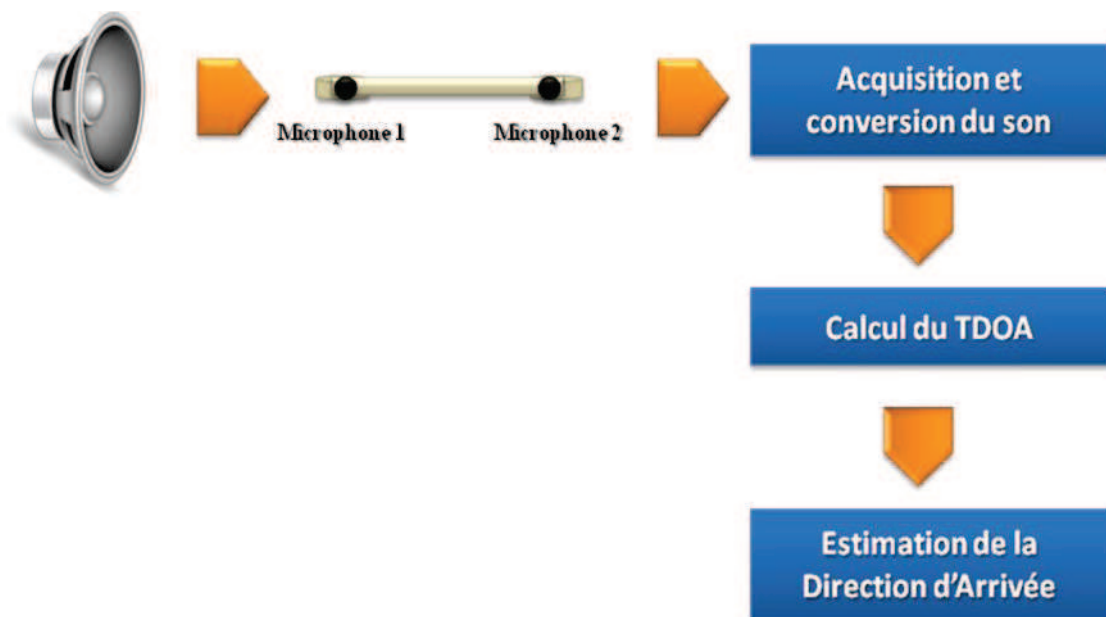 Microphone 1
Microphone 2
Acquisition et
conversion du son
Calcul du TDOA
Estimation de la
Direction d'Arrivée